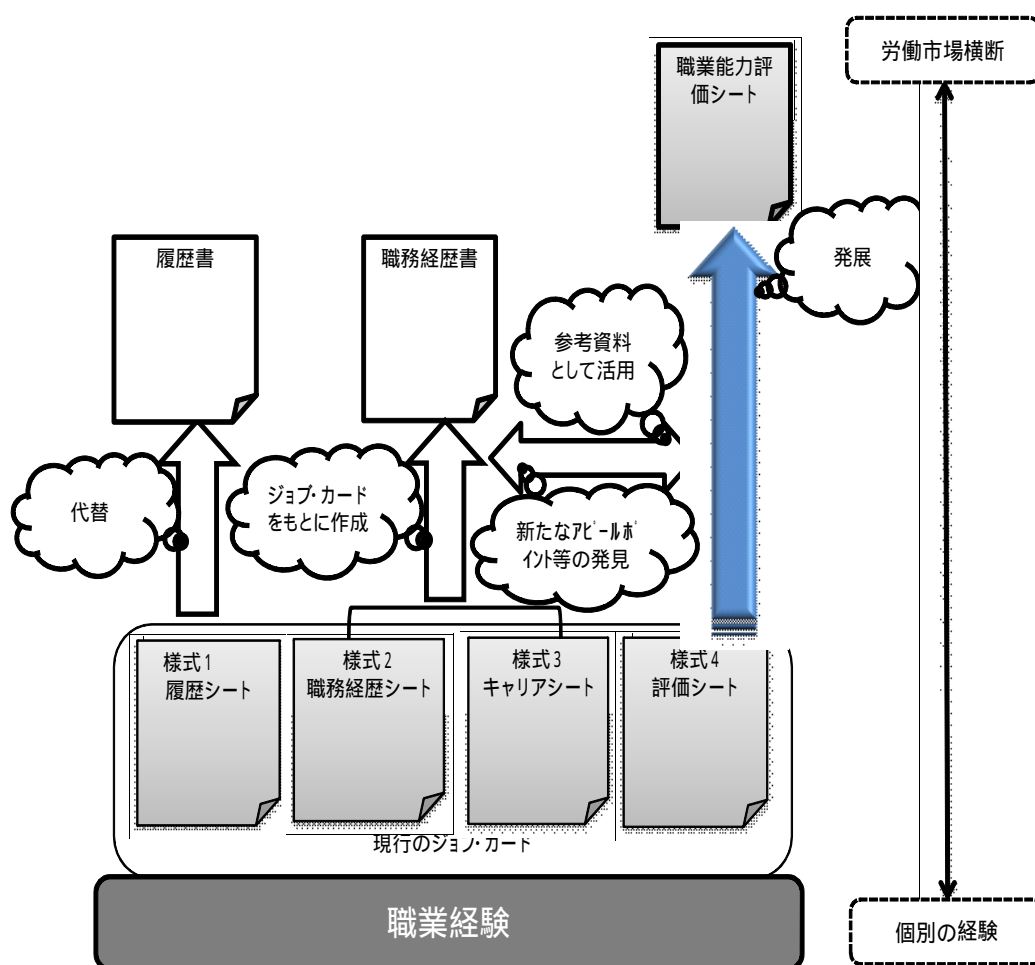 労働市場横断
職業能力評
価シート
発展
履歴書
職務経歴書
参考資料
として活用
代替
ジョブ・カード
をもとに作成
新たなアピールポ
イント等の発見
様式1
履歴シート
様式2
職務経歴シート
様式3
キャリアシート
様式4
評価シート
現行のジョブ・カード
職業経験
個別の経験